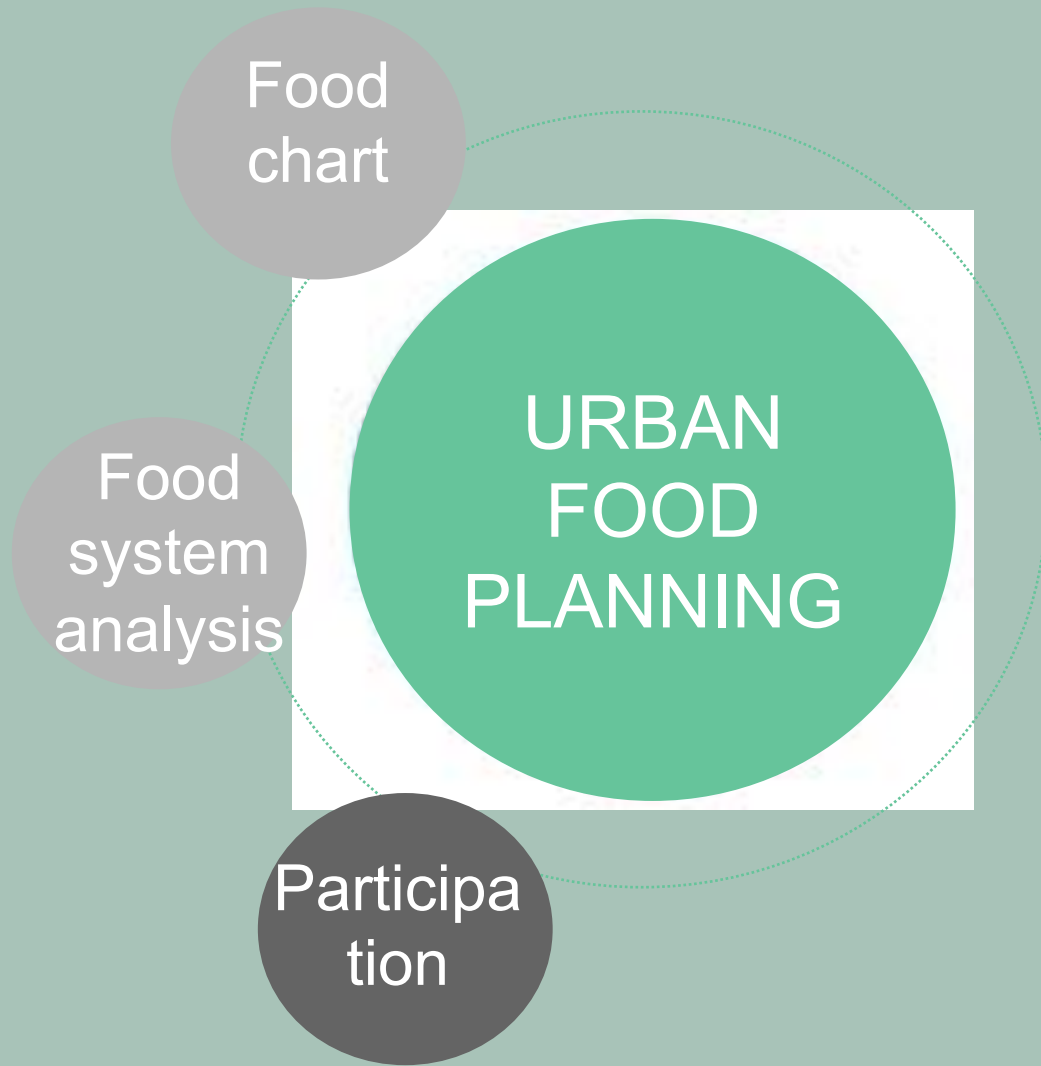 Food
chart
URBAN
FOOD
PLANNING
Food
system
analysis
Participa
tion